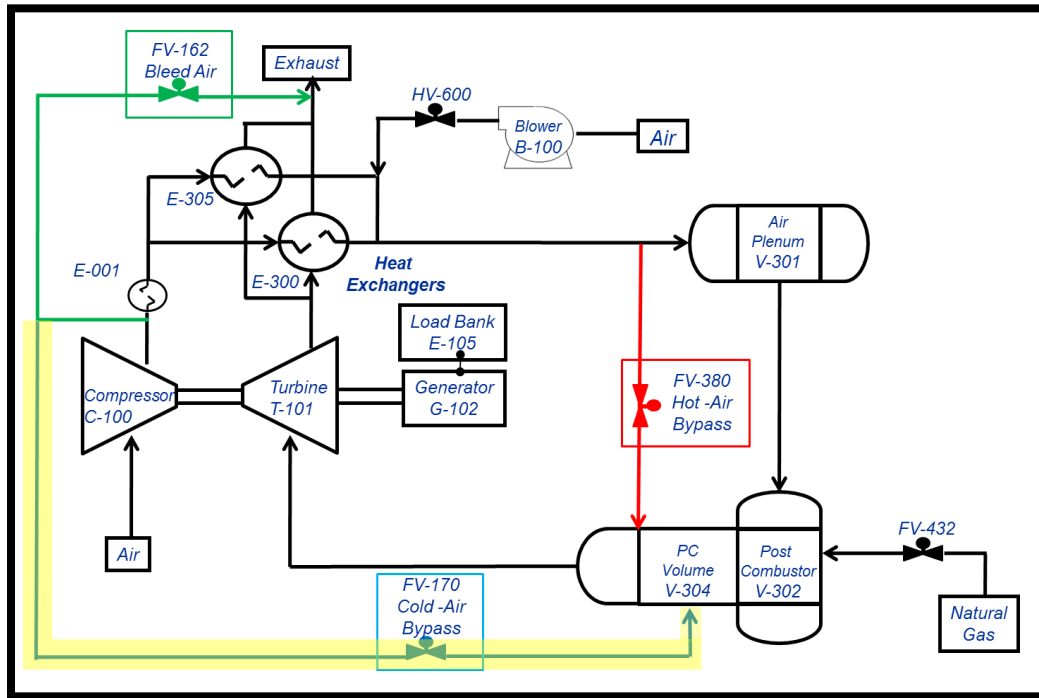 FV-162
Bleed Air
Exhaust
HV-600
Blower
B-100
Air
E-305
Air
Plenum
V-301
E-001
E-300
Heat
Exchangers
Load Bank
E-105
Compressor
C-100
Turbine
T-101
Generator
G-102
FV-380
Hot -Air
Bypass
Air
PC
Volume
V-304
Post
Combustor
V-302
FV-432
FV-170
Cold -Air
Bypass
Natural
Gas